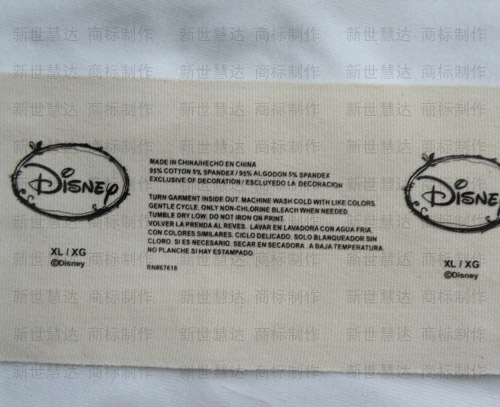 Disney
XL / XG
©Disney
MADE IN CHINA/HECHO EN CHINA
95% COTTON 5% SPANDEX / 95% ALGODON 5% SPANDEX
EXCLUSIVE OF DECORATION / ESCLUYEDO LA DECORACION
TURN GARMENT INSIDE OUT. MACHINE WASH COLD WITH LIKE COLORS.
GENTLE CYCLE. ONLY NON-CHLORINE BLEACH WHEN NEEDED.
TUMBLE DRY LOW. DO NOT IRON ON PRINT.
VOLVER LA PRENDA AL REVES. LAVAR EN LAVADORA CON AGUA FRIA.
CON COLORES SIMILARES. CICLO DELICADO. SOLO BLANQUEADOR SIN
CLORO. SI ES NECESARIO. SECAR EN SECADORA. A BAJA TEMPERATURA
NO PLANCHE SI HAY ESTAMPADO.
RN#67618
Disney
XL / XG
©Disney
新世慧达 商标制作